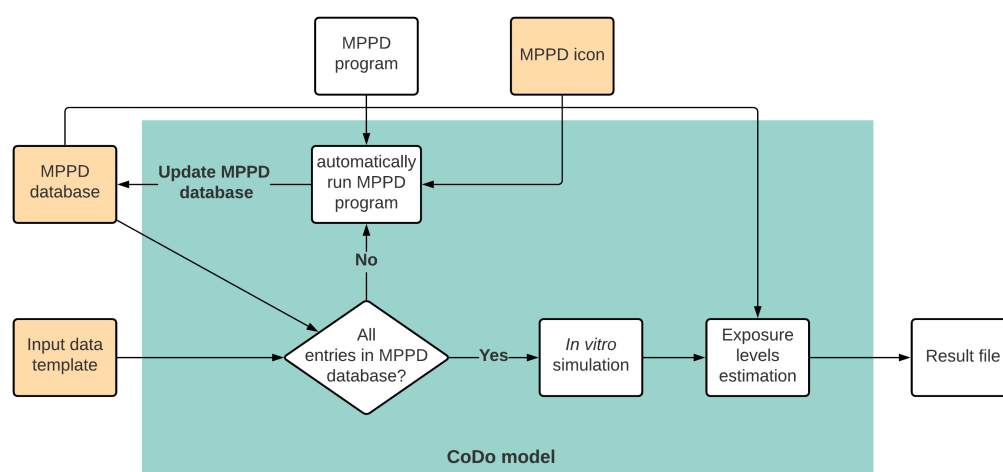 MPPD
program
MPPD icon
MPPD
database
Update MPPD
database
automatically
run MPPD
program
No
Input data
template
All
entries in MPPD
database?
Yes
In vitro
simulation
Exposure
levels
estimation
Result file
CoDo model